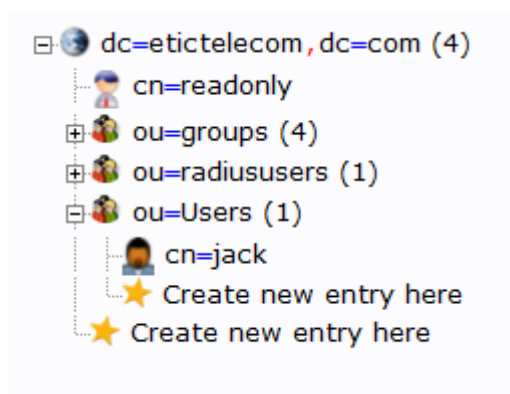 dc=etictelecom,dc=com (4)
cn=readonly
ou=groups (4)
ou=radiususers (1)
ou=Users (1)
cn=jack
Create new entry here
Create new entry here